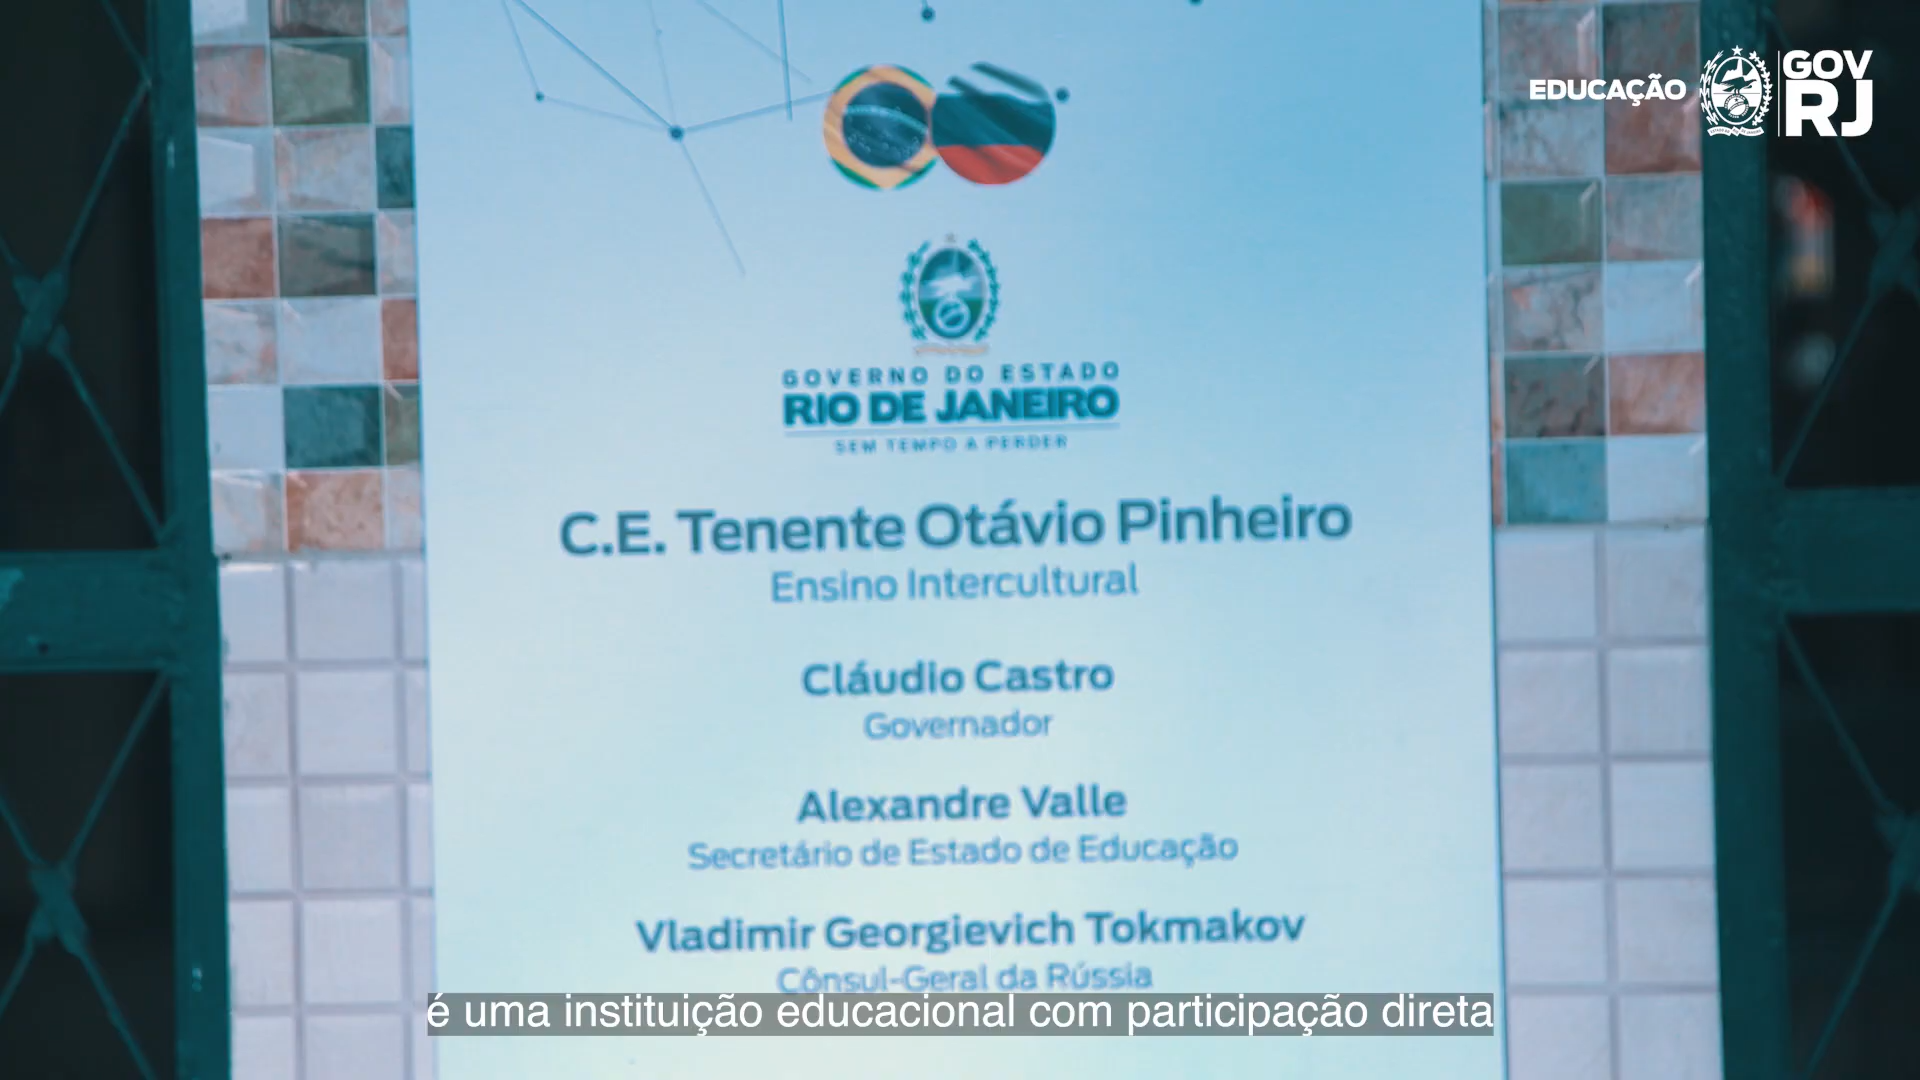 EDUCAÇÃO
GOV
RJ
GOVERNO DO ESTADO
RIO DE JANEIRO
SEM TEMPO A PERDER
C.E. Tenente Otávio Pinheiro
Ensino Intercultural
Cláudio Castro
Governador
Alexandre Valle
Secretário de Estado de Educação
Vladimir Georgievich Tokmakov
Cônsul-Geral da Rússia
é uma instituição educacional com participação direta